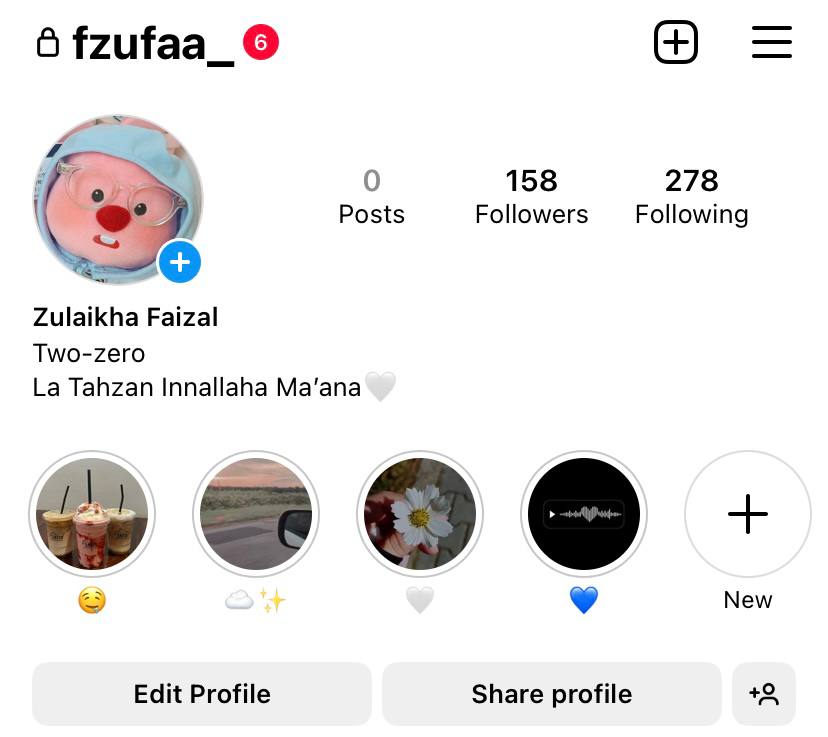 fzufaa_ 6
0 158 278
Posts Followers Following
Zulaikha Faizal
Two-zero
La Tahzan Innallaha Ma’ana🤍
🤤 ☁️✨ 🤍 💙 New
Edit Profile Share profile